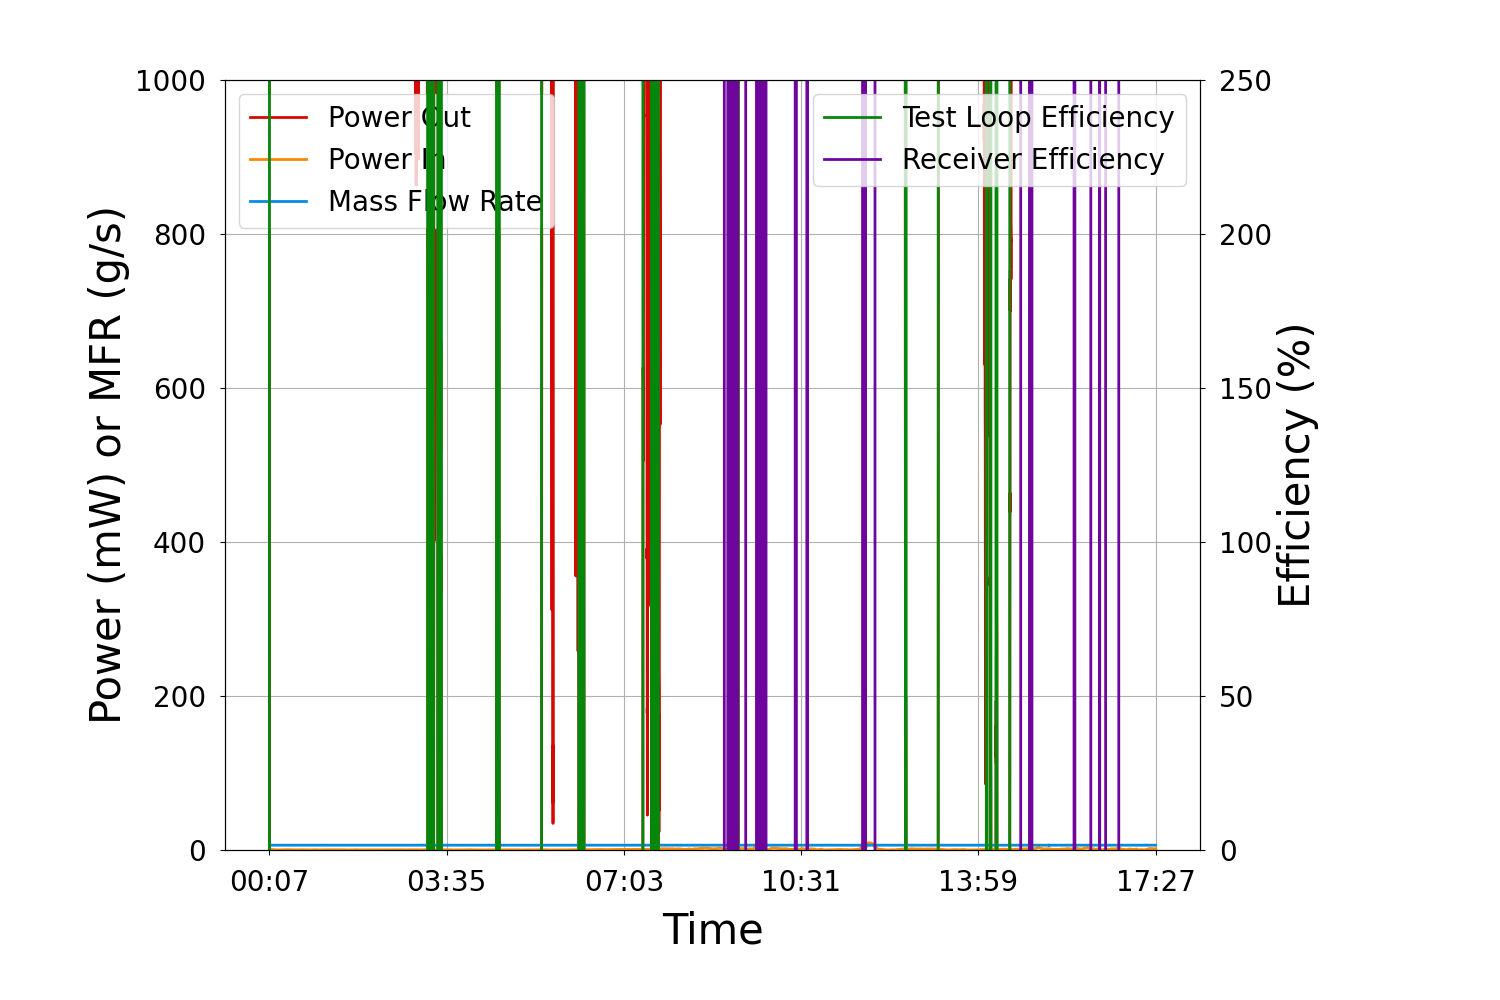 1000
800
600
400
200
0
Power (mW) or MFR (g/s)
Power Out
Power In
Mass Flow Rate
Test Loop Efficiency
Receiver Efficiency
250
200
150
100
50
0
Efficiency (%)
00:07 03:35 07:03 10:31 13:59 17:27
Time